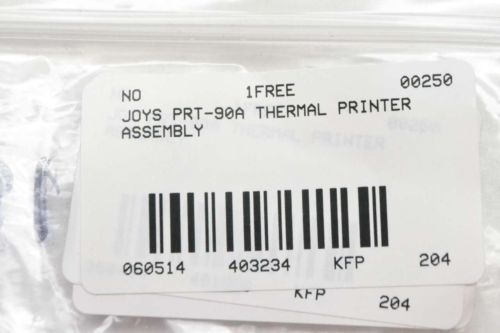 NO 1FREE 00250
JOYS PRT-90A THERMAL PRINTER
ASSEMBLY
060514 403234 KFP 204
KFP 204